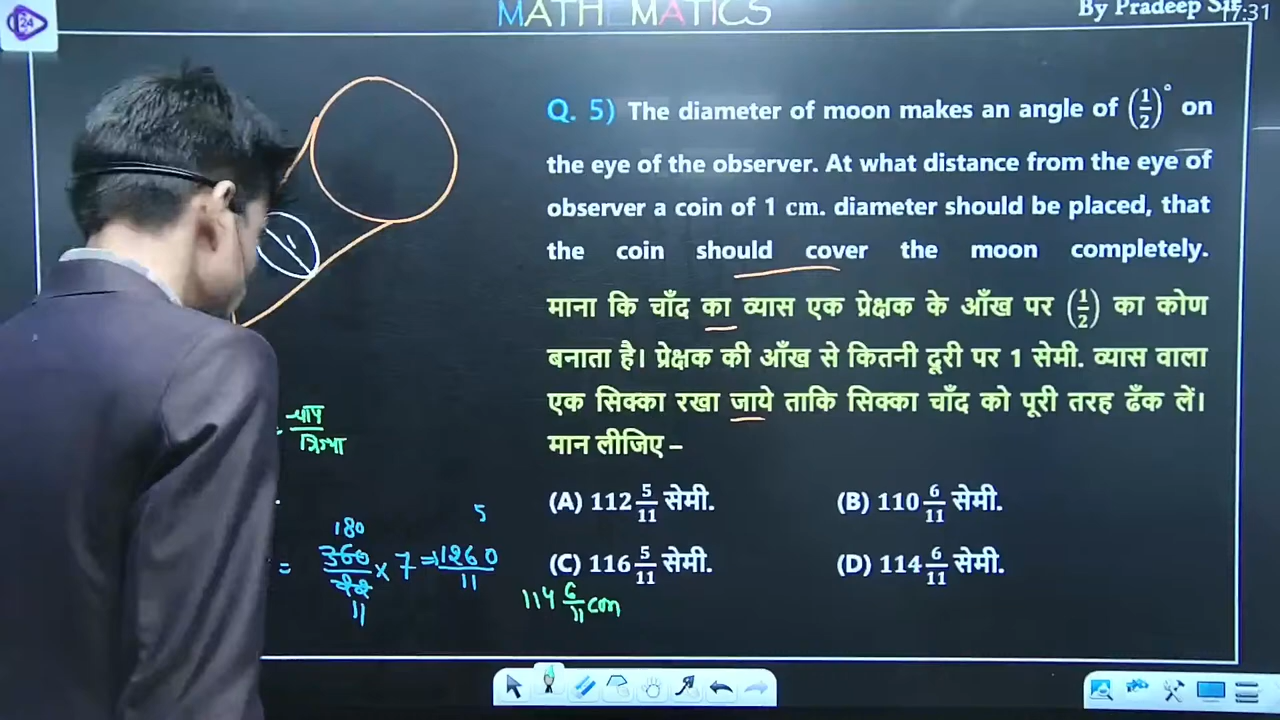 24
MATHEMATICS
By Pradeep Sir
17:31
Q. 5) The diameter of moon makes an angle of (1/2)° on
the eye of the observer. At what distance from the eye of
observer a coin of 1 cm. diameter should be placed, that
the coin should cover the moon completely.
माना कि चाँद का व्यास एक प्रेक्षक के आँख पर (1/2) का कोण
बनाता है। प्रेक्षक की आँख से कितनी दूरी पर 1 सेमी. व्यास वाला
एक सिक्का रखा जाये ताकि सिक्का चाँद को पूरी तरह ढँक लें।
मान लीजिए –
(A) 112 5/11 सेमी. (B) 110 6/11 सेमी.
(C) 116 5/11 सेमी. (D) 114 6/11 सेमी.
1
चाप
त्रिज्या
180 5
= 360/22 × 7 ⇒ 1260/11
11
114 6/11 cm